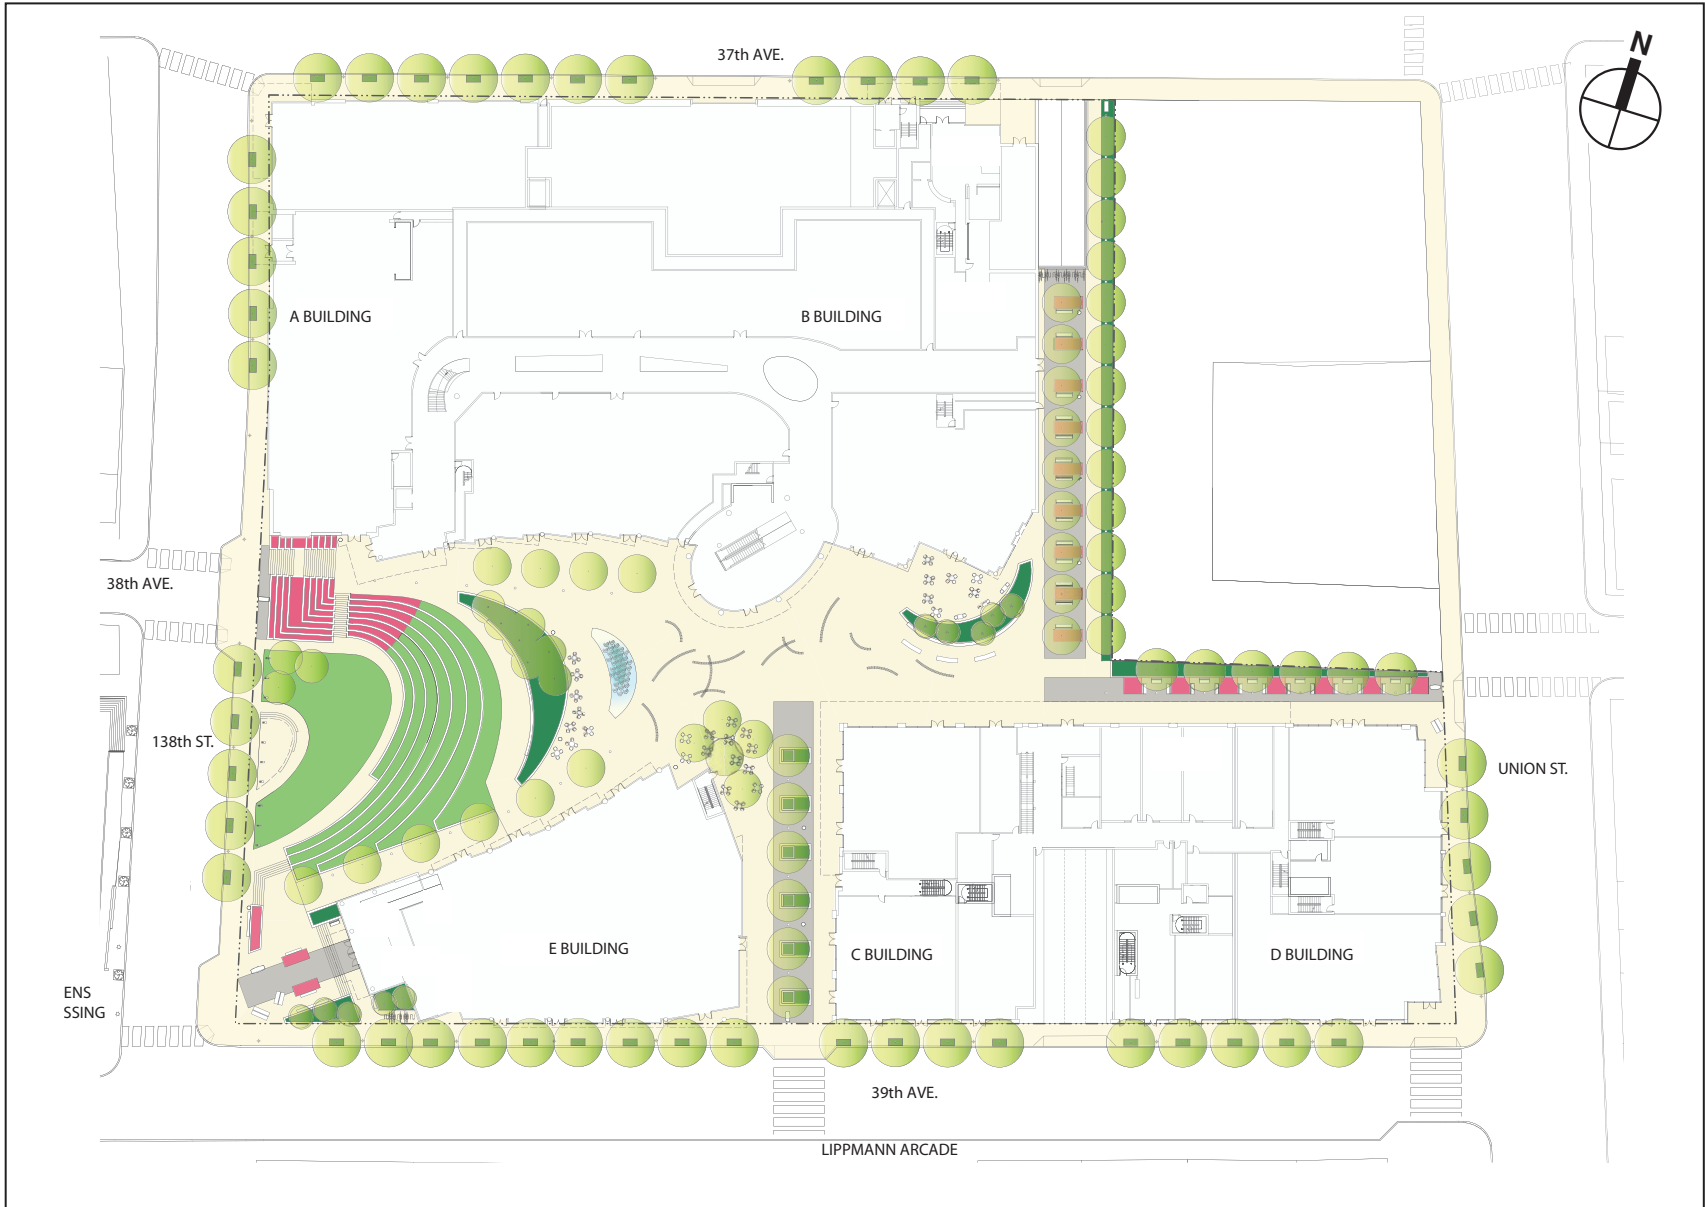 37th AVE.
N
A BUILDING
B BUILDING
38th AVE.
138th ST.
UNION ST.
E BUILDING
C BUILDING
D BUILDING
ENS
SSING
39th AVE.
LIPPMANN ARCADE